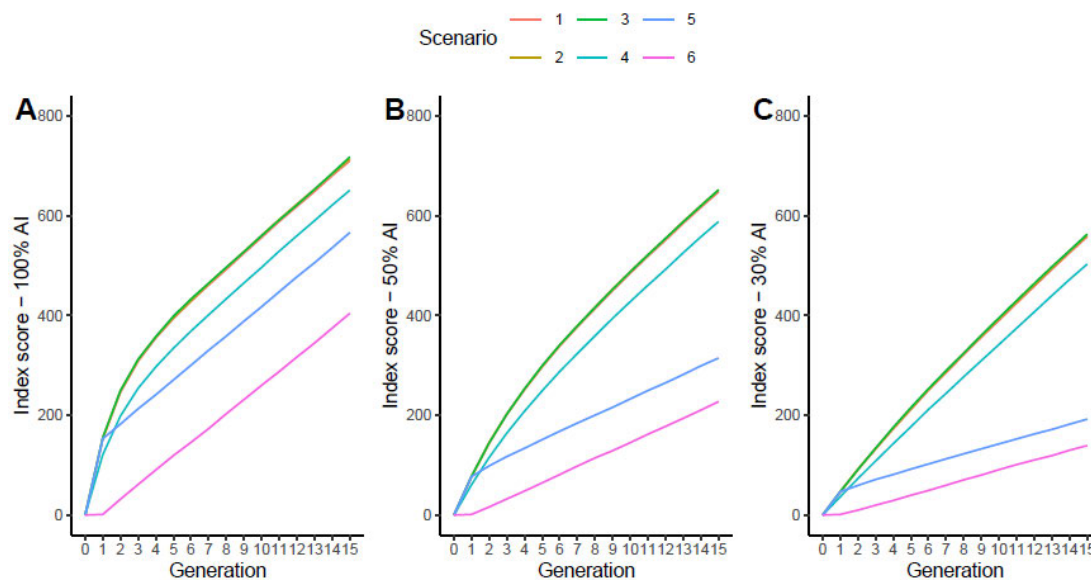 Scenario
1 3 5
2 4 6
A
800
600
400
200
0
Index score − 100% AI
0 1 2 3 4 5 6 7 8 9 10 11 12 13 14 15
Generation
B
800
600
400
200
0
Index score − 50% AI
0 1 2 3 4 5 6 7 8 9 10 11 12 13 14 15
Generation
C
800
600
400
200
0
Index score − 30% AI
0 1 2 3 4 5 6 7 8 9 10 11 12 13 14 15
Generation